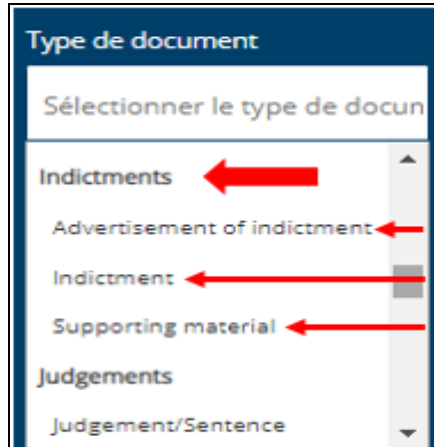 Type de document
Sélectionner le type de docun
Indictments
Advertisement of indictment
Indictment
Supporting material
Judgements
Judgement/Sentence